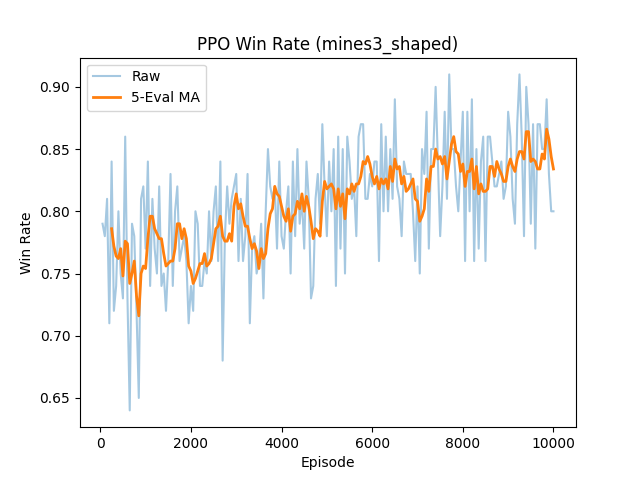 PPO Win Rate (mines3_shaped)
Raw
5-Eval MA
0.90
0.85
0.80
0.75
0.70
0.65
Win Rate
0 2000 4000 6000 8000 10000
Episode